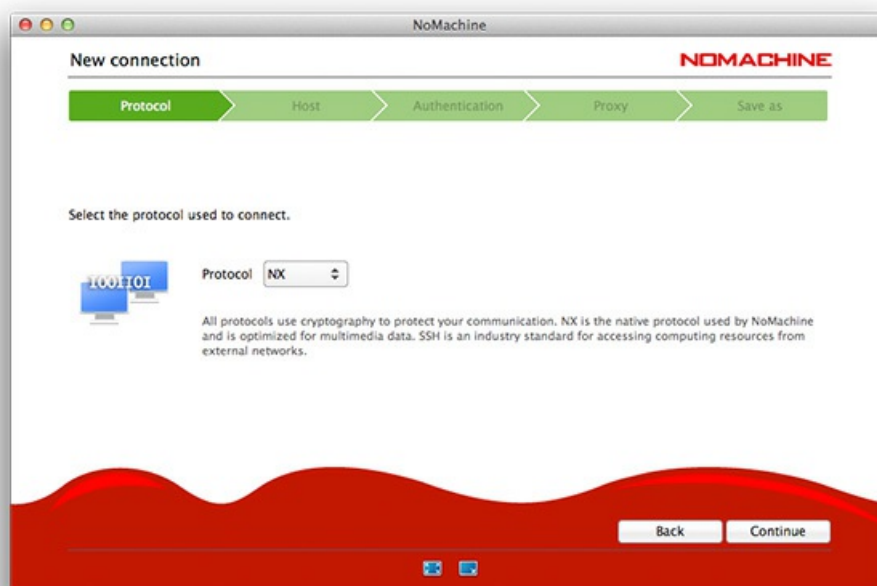 NoMachine
New connection
NOMACHINE
Protocol
Host
Authentication
Proxy
Save as
Select the protocol used to connect.
1001101
Protocol NX
All protocols use cryptography to protect your communication. NX is the native protocol used by NoMachine
and is optimized for multimedia data. SSH is an industry standard for accessing computing resources from
external networks.
Back
Continue